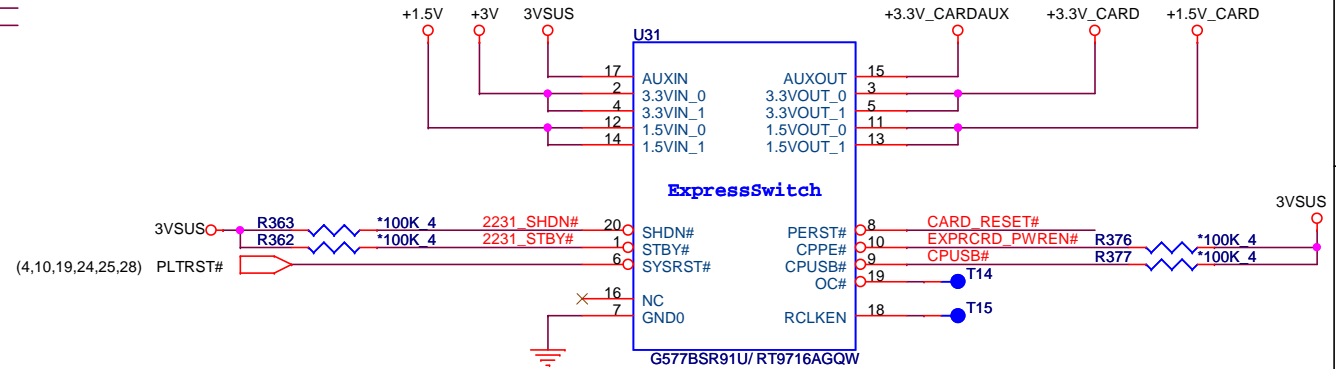 +1.5V +3V 3VSUS +3.3V_CARDAUX +3.3V_CARD +1.5V_CARD
U31
17 AUXIN AUXOUT 15
2 3.3VIN_0 3.3VOUT_0 3
4 3.3VIN_1 3.3VOUT_1 5
12 1.5VIN_0 1.5VOUT_0 11
14 1.5VIN_1 1.5VOUT_1 13
ExpressSwitch
3VSUS
3VSUS R363 *100K_4 2231_SHDN# 20 SHDN# PERST# 8 CARD_RESET#
R362 *100K_4 2231_STBY# 1 STBY# CPPE# 10 EXPRCRD_PWREN# R376 *100K_4
(4,10,19,24,25,28) PLTRST# 6 SYSRST# CPUSB# 9 CPUSB# R377 *100K_4
OC# 19 T14
16 NC
7 GND0 RCLKEN 18 T15
G577BSR91U/ RT9716AGQW